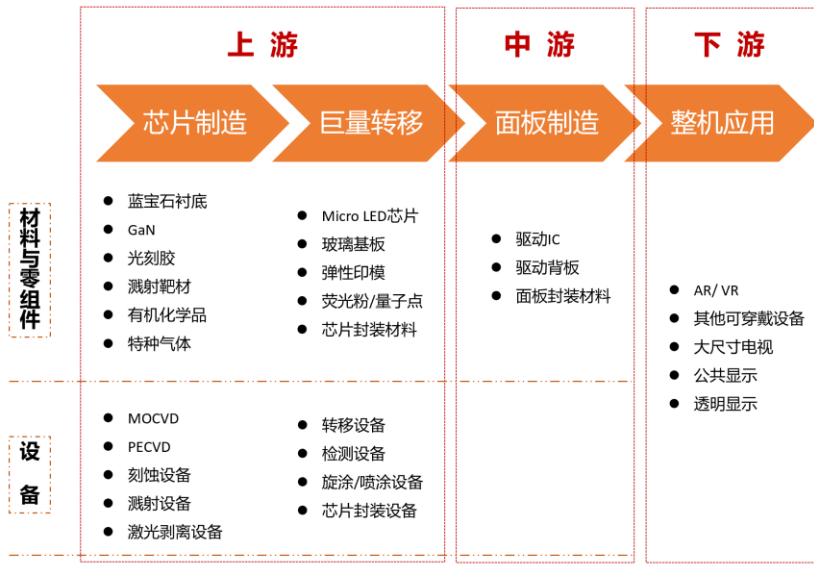 上 游
中 游
下 游
芯片制造
巨量转移
面板制造
整机应用
材料与零组件
蓝宝石衬底
GaN
光刻胶
溅射靶材
有机化学品
特种气体
Micro LED芯片
玻璃基板
弹性印模
荧光粉/量子点
芯片封装材料
驱动IC
驱动背板
面板封装材料
AR/ VR
其他可穿戴设备
大尺寸电视
公共显示
透明显示
设 备
MOCVD
PECVD
刻蚀设备
溅射设备
激光剥离设备
转移设备
检测设备
旋涂/喷涂设备
芯片封装设备